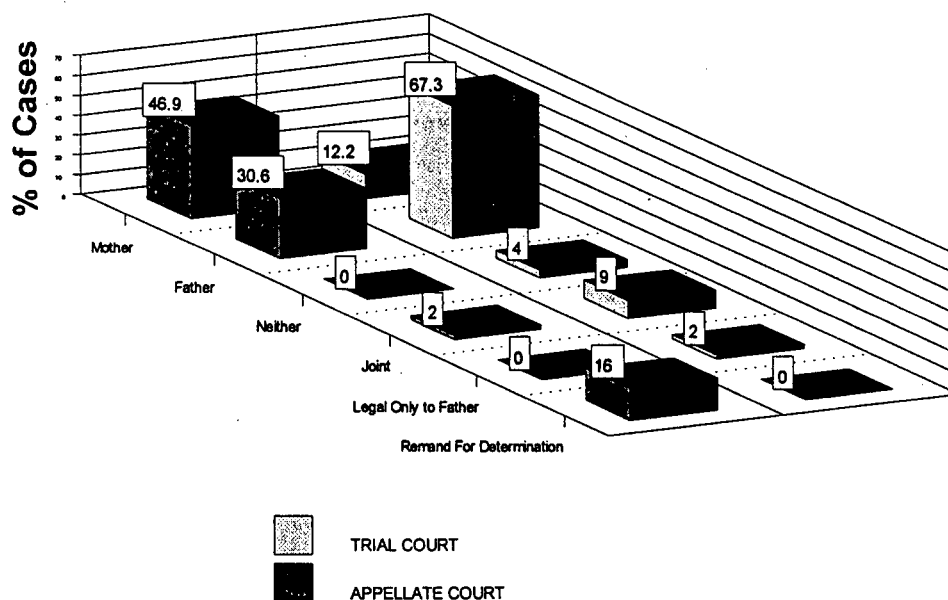 % of Cases
70
46.9
67.3
30.6
12.2
4
0
9
2
2
0
16
0
Mother
Father
Neither
Joint
Legal Only to Father
Remand For Determination
TRIAL COURT
APPELLATE COURT